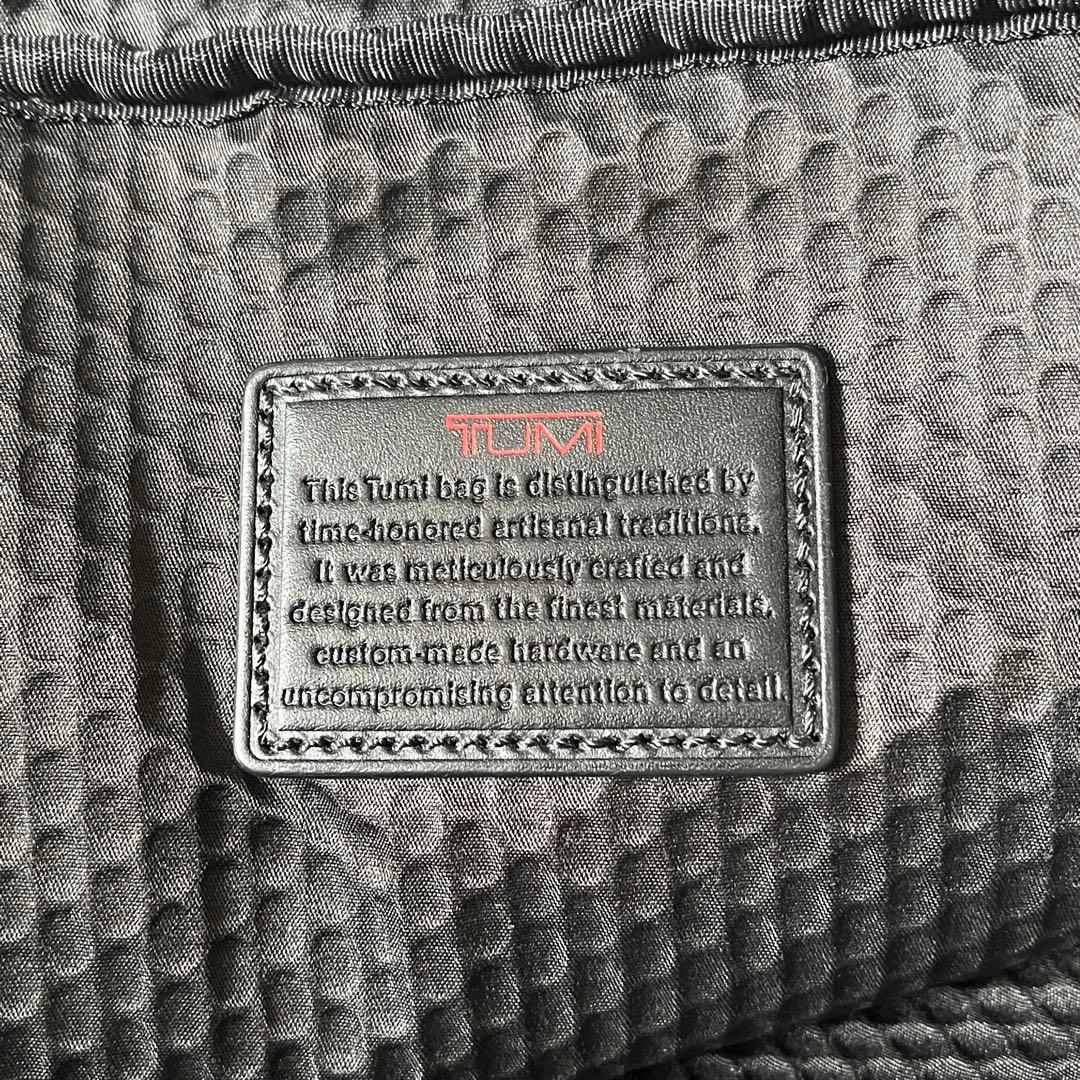 TUMI
This Tumi bag is distinguished by
time-honored artisanal traditions.
It was meticulously crafted and
designed from the finest materials,
custom-made hardware and an
uncompromising attention to detail.